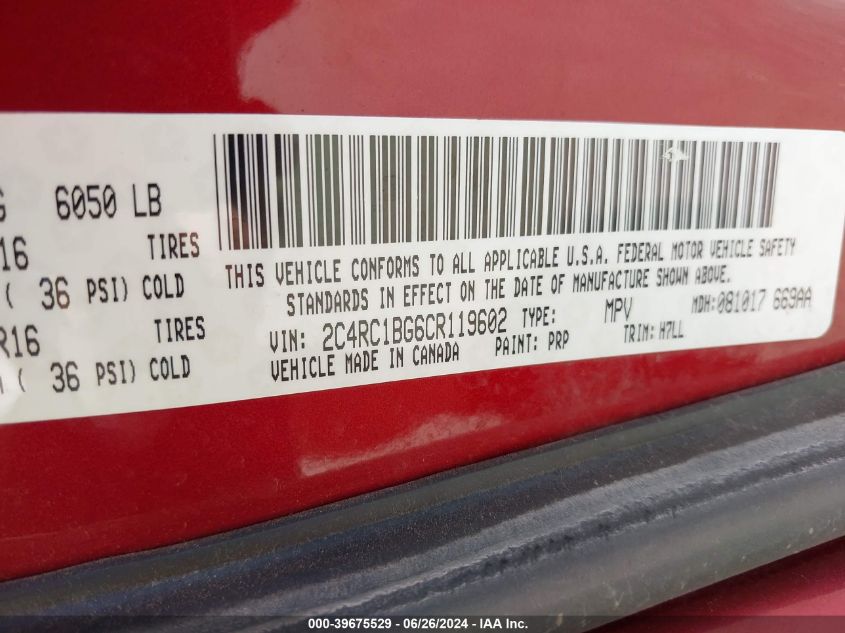 G 6050 LB
16 TIRES
( 36 PSI) COLD
R16 TIRES
( 36 PSI) COLD
THIS VEHICLE CONFORMS TO ALL APPLICABLE U.S.A. FEDERAL MOTOR VEHICLE SAFETY
STANDARDS IN EFFECT ON THE DATE OF MANUFACTURE SHOWN ABOVE.
VIN: 2C4RC1BG6CR119602 TYPE: MPV MDH:081017 669AA
VEHICLE MADE IN CANADA PAINT: PRP TRIM: H7LL
000-39675529 - 06/26/2024 - IAA Inc.